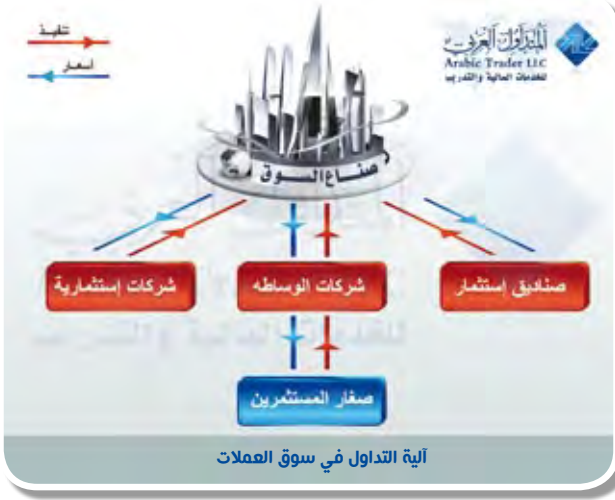 تنفيذ
أسعار
المتداول العربي
Arabic Trader LLC
للخدمات المالية والتدريب
صناع السوق
صناديق إستثمار
شركات الوساطه
شركات إستثمارية
صغار المستثمرين
آلية التداول في سوق العملات